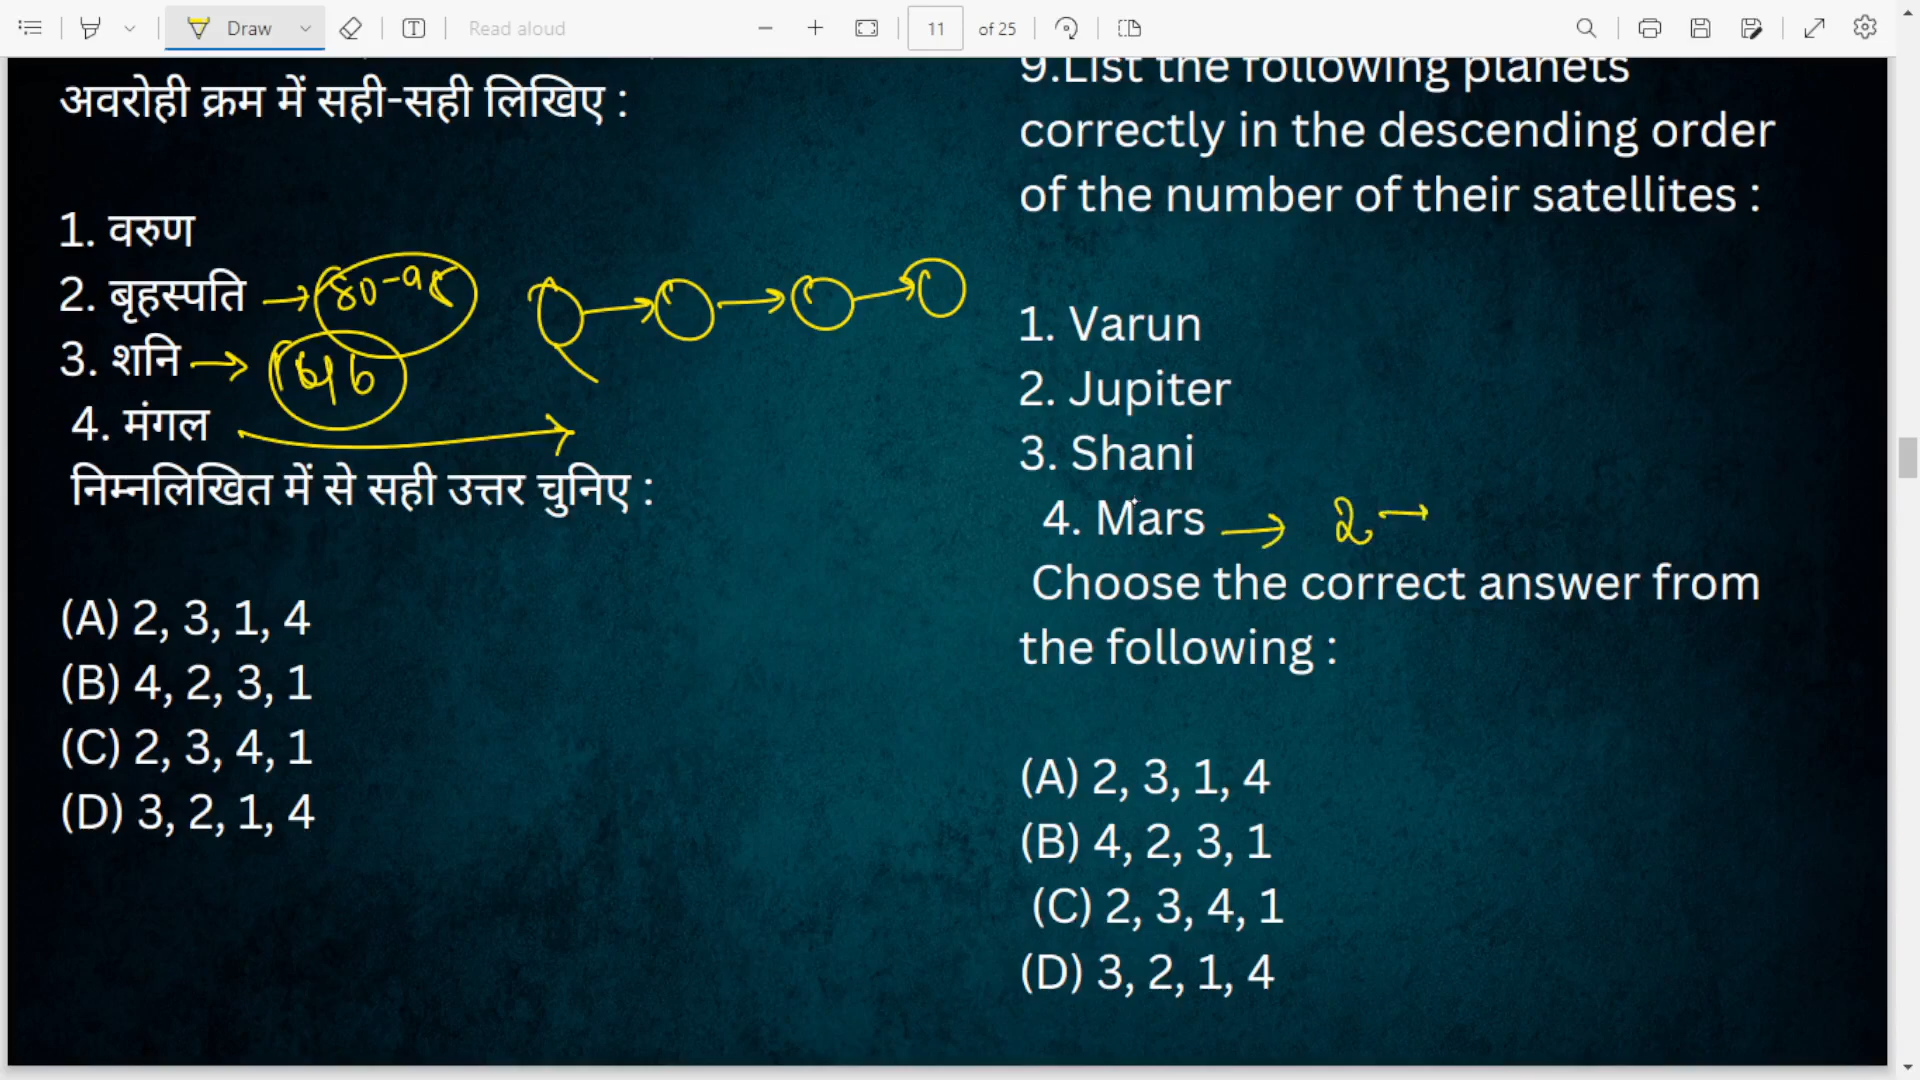 Draw
Read aloud
11
of 25
अवरोही क्रम में सही-सही लिखिए :
1. वरुण
2. बृहस्पति
3. शनि
4. मंगल
निम्नलिखित में से सही उत्तर चुनिए :
(A) 2, 3, 1, 4
(B) 4, 2, 3, 1
(C) 2, 3, 4, 1
(D) 3, 2, 1, 4
9.List the following planets
correctly in the descending order
of the number of their satellites :
1. Varun
2. Jupiter
3. Shani
4. Mars → 2 →
Choose the correct answer from
the following :
(A) 2, 3, 1, 4
(B) 4, 2, 3, 1
(C) 2, 3, 4, 1
(D) 3, 2, 1, 4